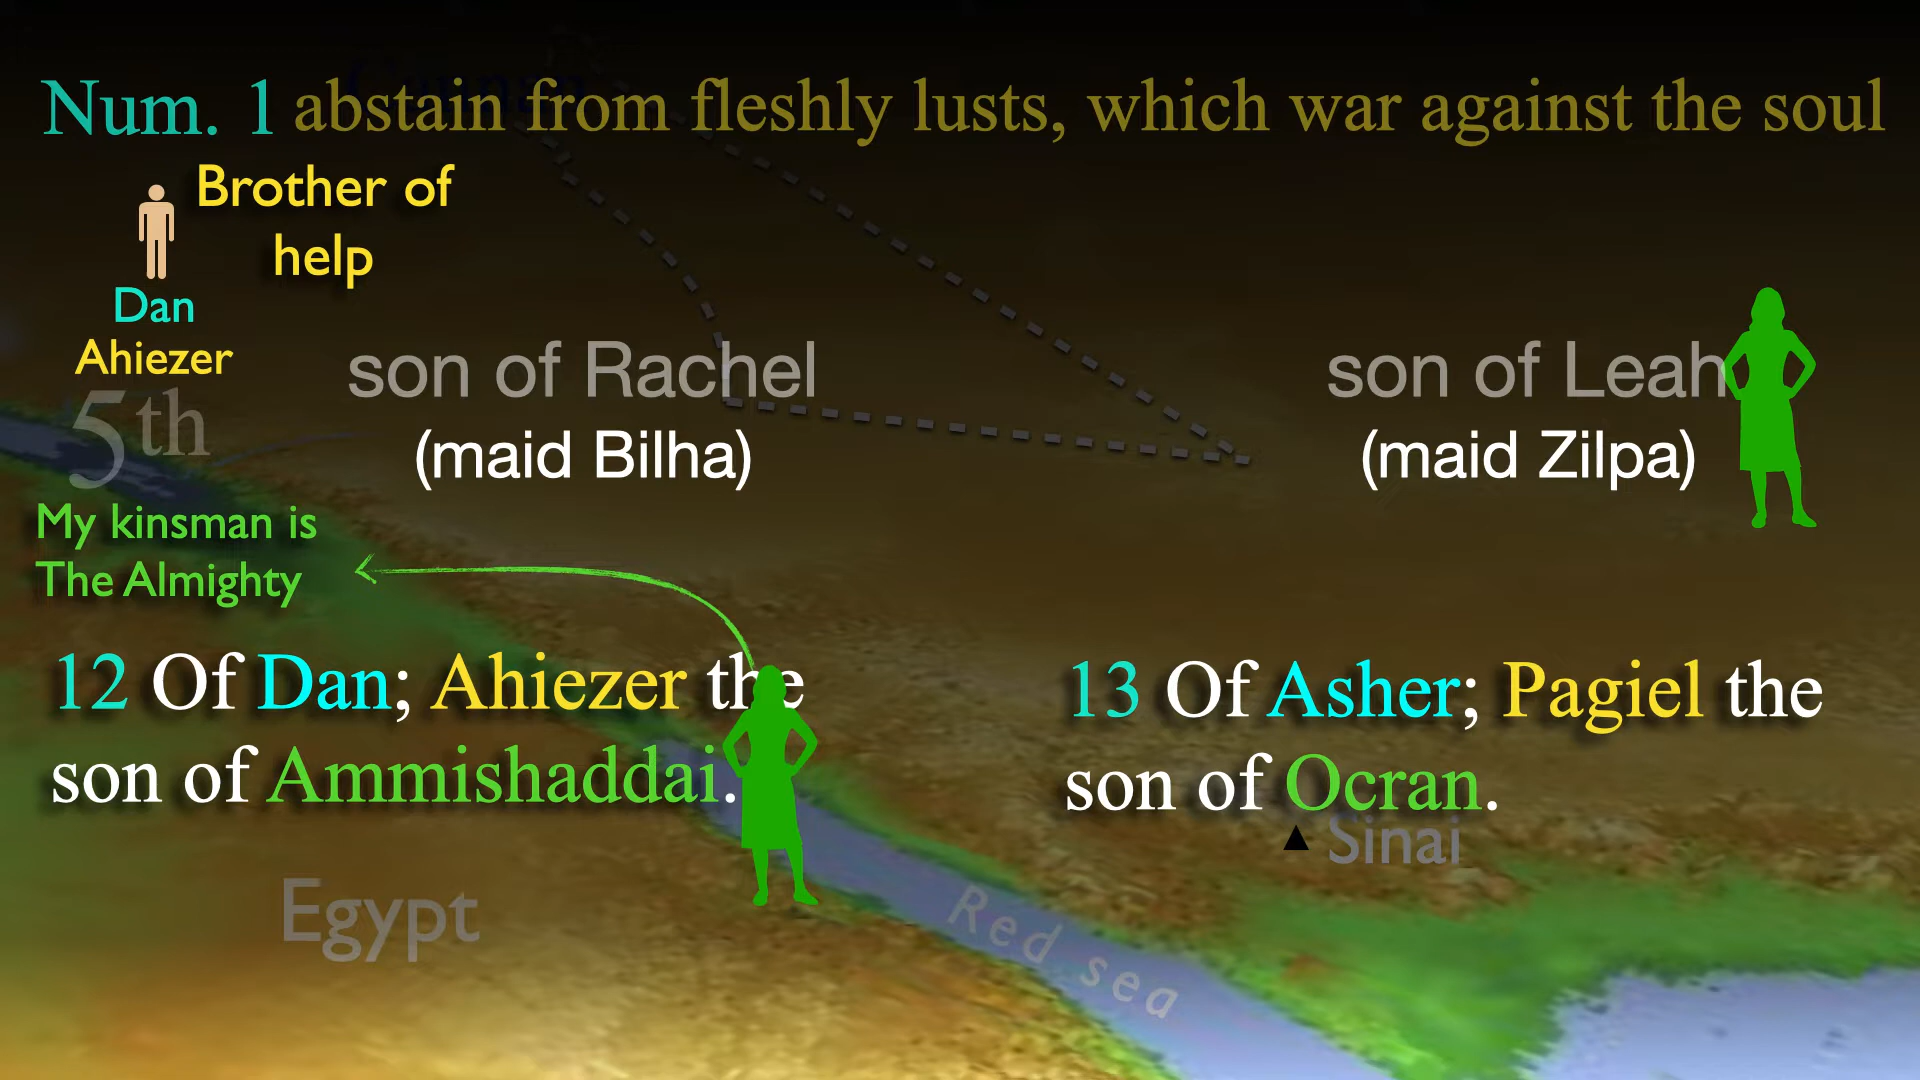 Num. 1 abstain from fleshly lusts, which war against the soul
Brother of
help
Dan
Ahiezer
5th
son of Rachel
(maid Bilha)
son of Leah
(maid Zilpa)
My kinsman is
The Almighty
12 Of Dan; Ahiezer the
son of Ammishaddai.
13 Of Asher; Pagiel the
son of Ocran.
Sinai
Egypt
Red sea